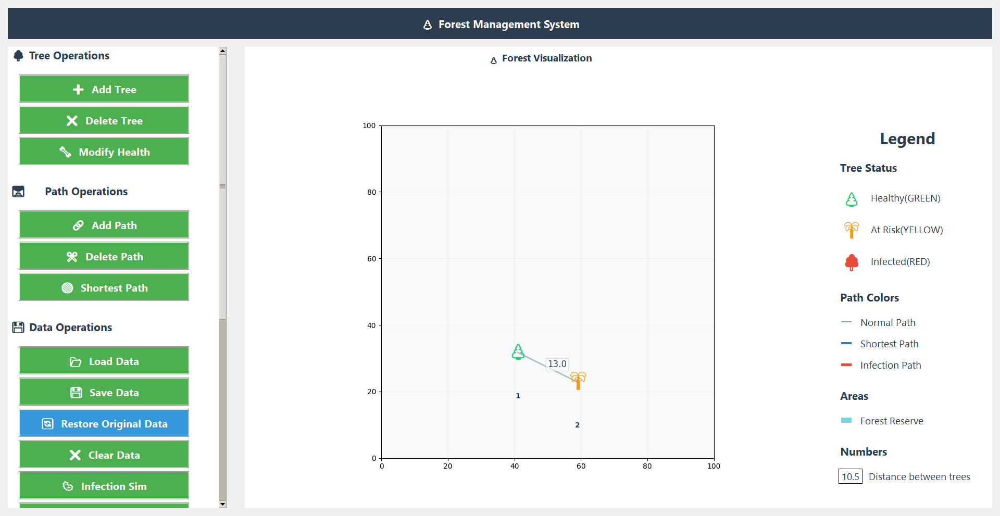 Forest Management System
Tree Operations
Add Tree
Delete Tree
Modify Health
Path Operations
Add Path
Delete Path
Shortest Path
Data Operations
Load Data
Save Data
Restore Original Data
Clear Data
Infection Sim
Forest Visualization
100
80
60
40
20
0
0 20 40 60 80 100
13.0
1
2
Legend
Tree Status
Healthy(GREEN)
At Risk(YELLOW)
Infected(RED)
Path Colors
Normal Path
Shortest Path
Infection Path
Areas
Forest Reserve
Numbers
10.5 Distance between trees